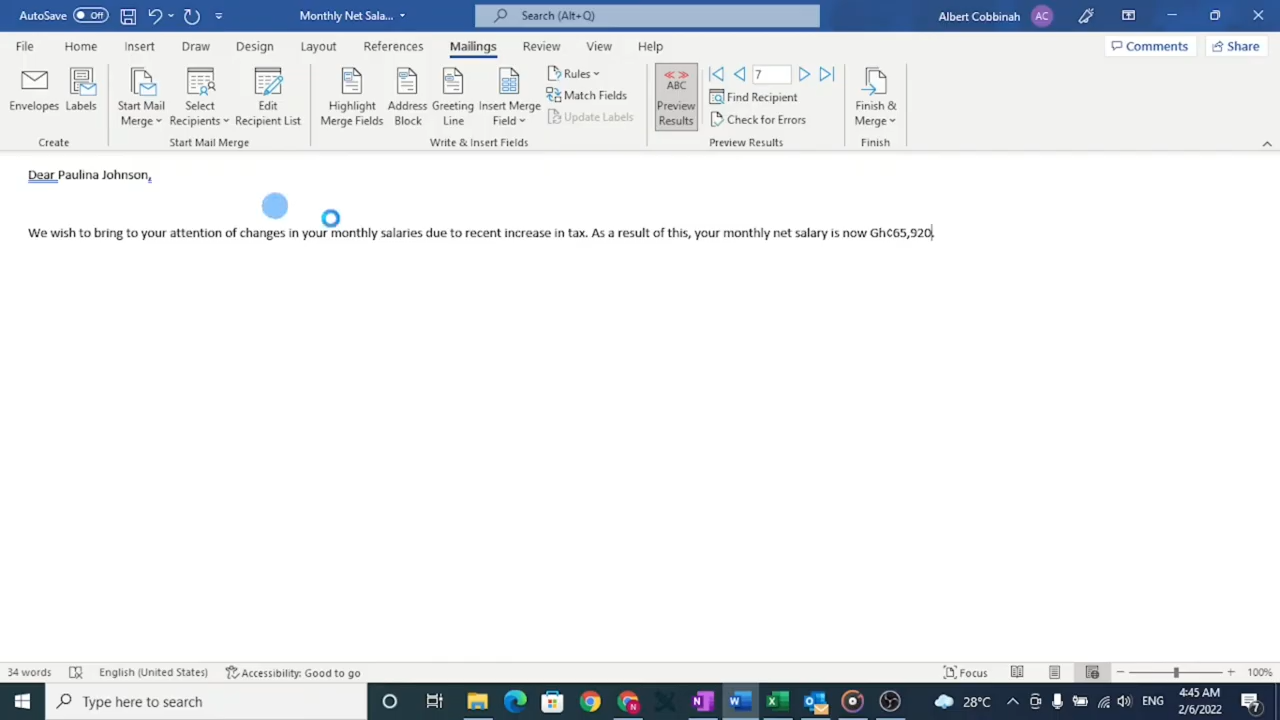 AutoSave Off Monthly Net Sala... Search (Alt+Q) Albert Cobbinah AC
File Home Insert Draw Design Layout References Mailings Review View Help Comments Share
Envelopes
Labels
Create
Start Mail
Merge
Select
Recipients
Edit
Recipient List
Start Mail Merge
Highlight
Merge Fields
Address
Block
Greeting
Line
Insert Merge
Field
Rules
Match Fields
Update Labels
Write & Insert Fields
ABC
Preview
Results
7
Find Recipient
Check for Errors
Preview Results
Finish &
Merge
Finish
Dear Paulina Johnson,
We wish to bring to your attention of changes in your monthly salaries due to recent increase in tax. As a result of this, your monthly net salary is now Gh¢65,920.
34 words English (United States) Accessibility: Good to go Focus 100%
Type here to search N N W X 28°C ENG 4:45 AM
2/6/2022 7